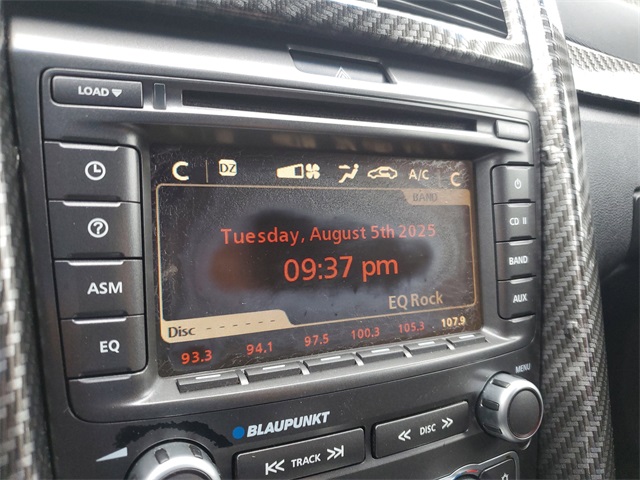 LOAD
C DZ A/C C
BAND
Tuesday, August 5th 2025
09:37 pm
EQ Rock
Disc - - - - - -
93.3 94.1 97.5 100.3 105.3 107.9
?
ASM
EQ
CD II
BAND
AUX
MENU
BLAUPUNKT
TRACK
DISC